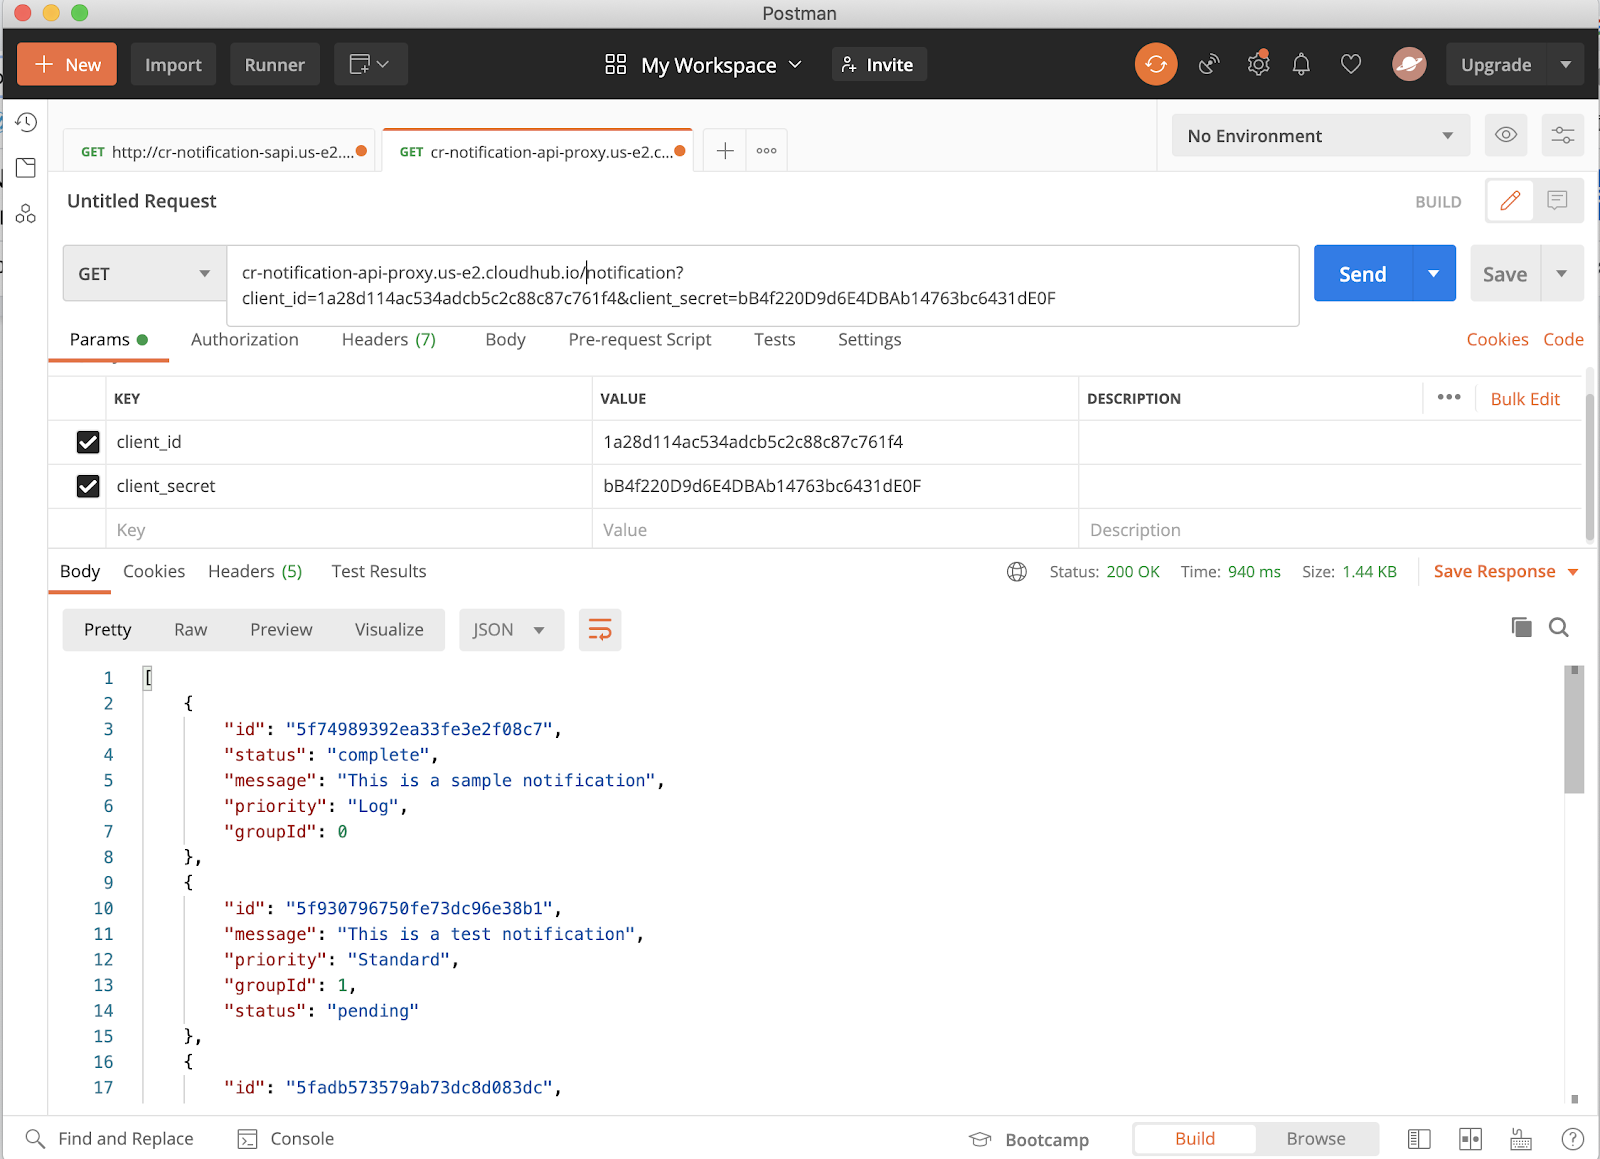 Postman
New
Import
Runner
My Workspace
Invite
Upgrade
GET http://cr-notification-sapi.us-e2....
GET cr-notification-api-proxy.us-e2.c...
No Environment
Untitled Request
BUILD
GET
cr-notification-api-proxy.us-e2.cloudhub.io/notification?
client_id=1a28d114ac534adcb5c2c88c87c761f4&client_secret=bB4f220D9d6E4DBAb14763bc6431dE0F
Send
Save
Params
Authorization
Headers (7)
Body
Pre-request Script
Tests
Settings
Cookies
Code
KEY
VALUE
DESCRIPTION
Bulk Edit
client_id
1a28d114ac534adcb5c2c88c87c761f4
client_secret
bB4f220D9d6E4DBAb14763bc6431dE0F
Key
Value
Description
Body
Cookies
Headers (5)
Test Results
Status: 200 OK
Time: 940 ms
Size: 1.44 KB
Save Response
Pretty
Raw
Preview
Visualize
JSON
1 [
2 {
3 "id": "5f74989392ea33fe3e2f08c7",
4 "status": "complete",
5 "message": "This is a sample notification",
6 "priority": "Log",
7 "groupId": 0
8 },
9 {
10 "id": "5f930796750fe73dc96e38b1",
11 "message": "This is a test notification",
12 "priority": "Standard",
13 "groupId": 1,
14 "status": "pending"
15 },
16 {
17 "id": "5fadb573579ab73dc8d083dc",
Find and Replace
Console
Bootcamp
Build
Browse